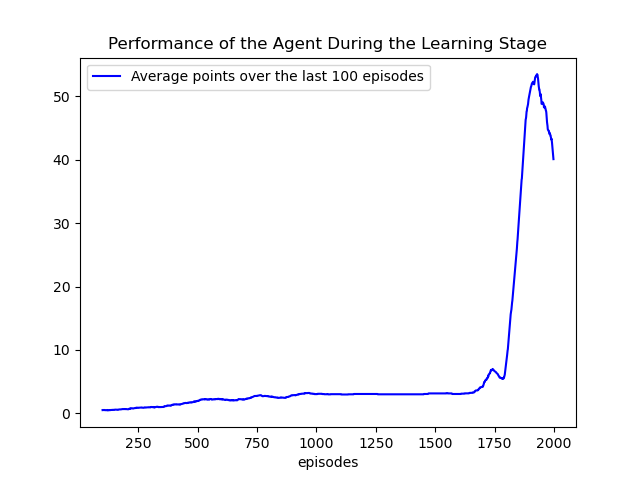 Performance of the Agent During the Learning Stage
Average points over the last 100 episodes
50
40
30
20
10
0
250 500 750 1000 1250 1500 1750 2000
episodes